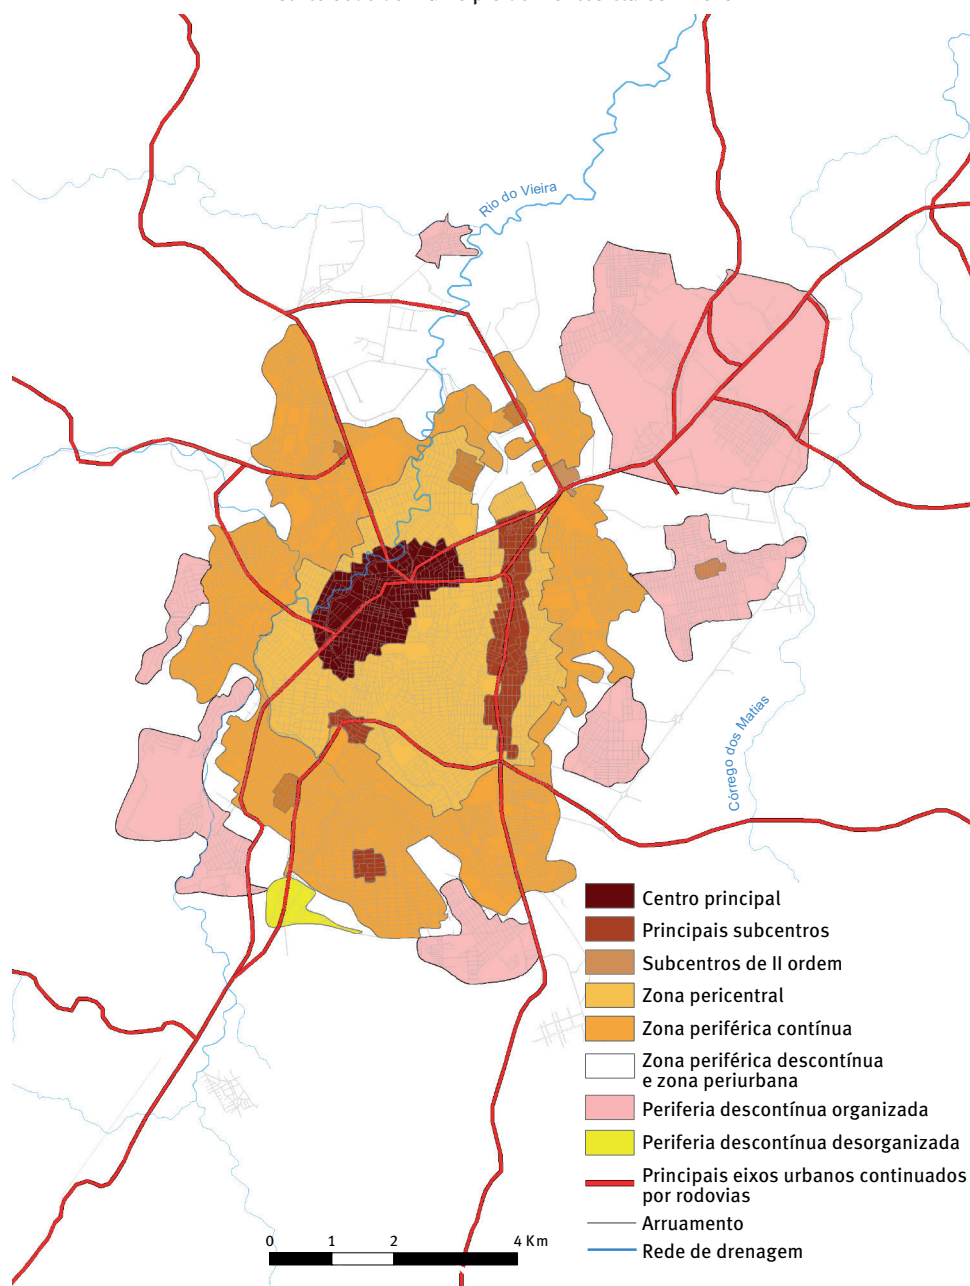 Rio do Vieira
Córrego dos Matias
Centro principal
Principais subcentros
Subcentros de II ordem
Zona pericentral
Zona periférica contínua
Zona periférica descontínua
e zona periurbana
Periferia descontínua organizada
Periferia descontínua desorganizada
Principais eixos urbanos continuados
por rodovias
Arruamento
Rede de drenagem
0 1 2 4 Km